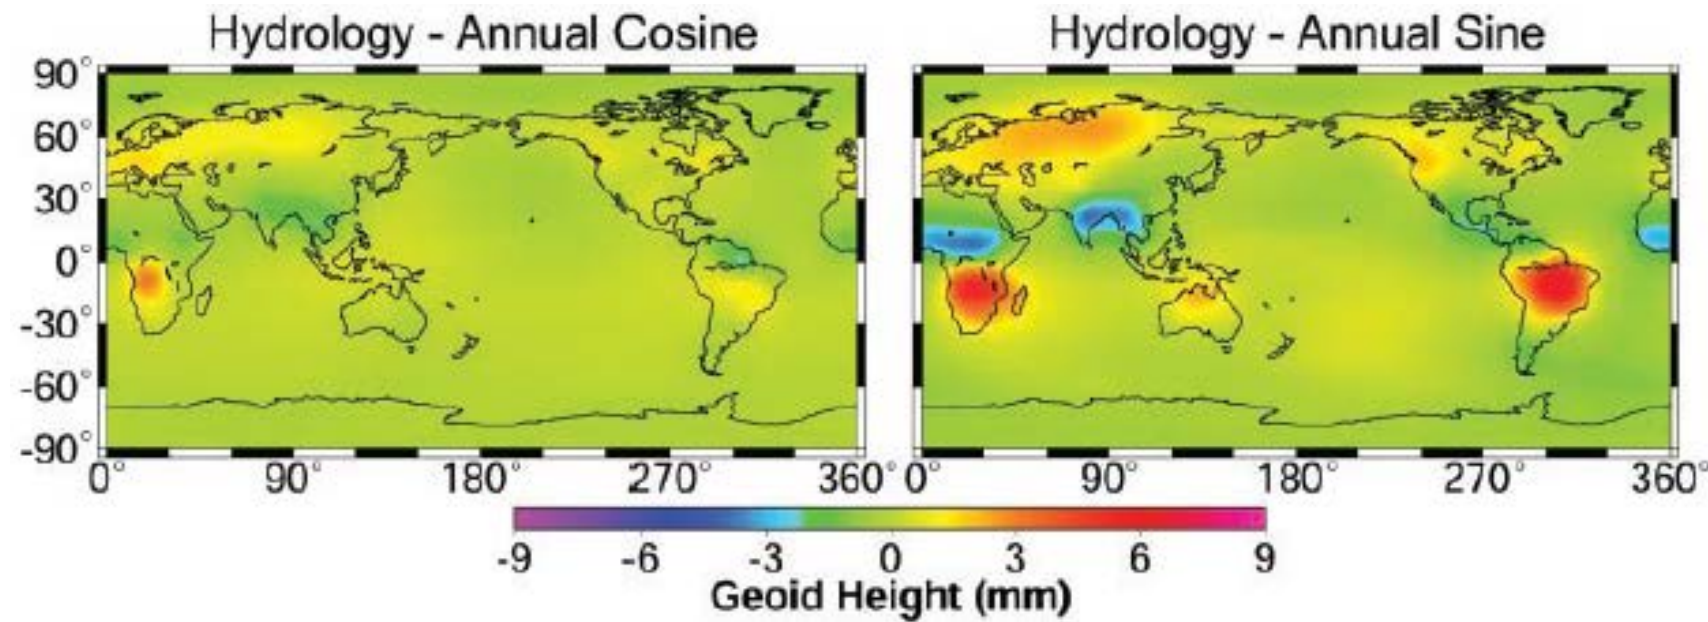 Hydrology - Annual Cosine
Hydrology - Annual Sine
90°
60°
30°
0°
-30°
-60°
-90°
0° 90° 180° 270° 360°
0° 90° 180° 270° 360°
-9 -6 -3 0 3 6 9
Geoid Height (mm)